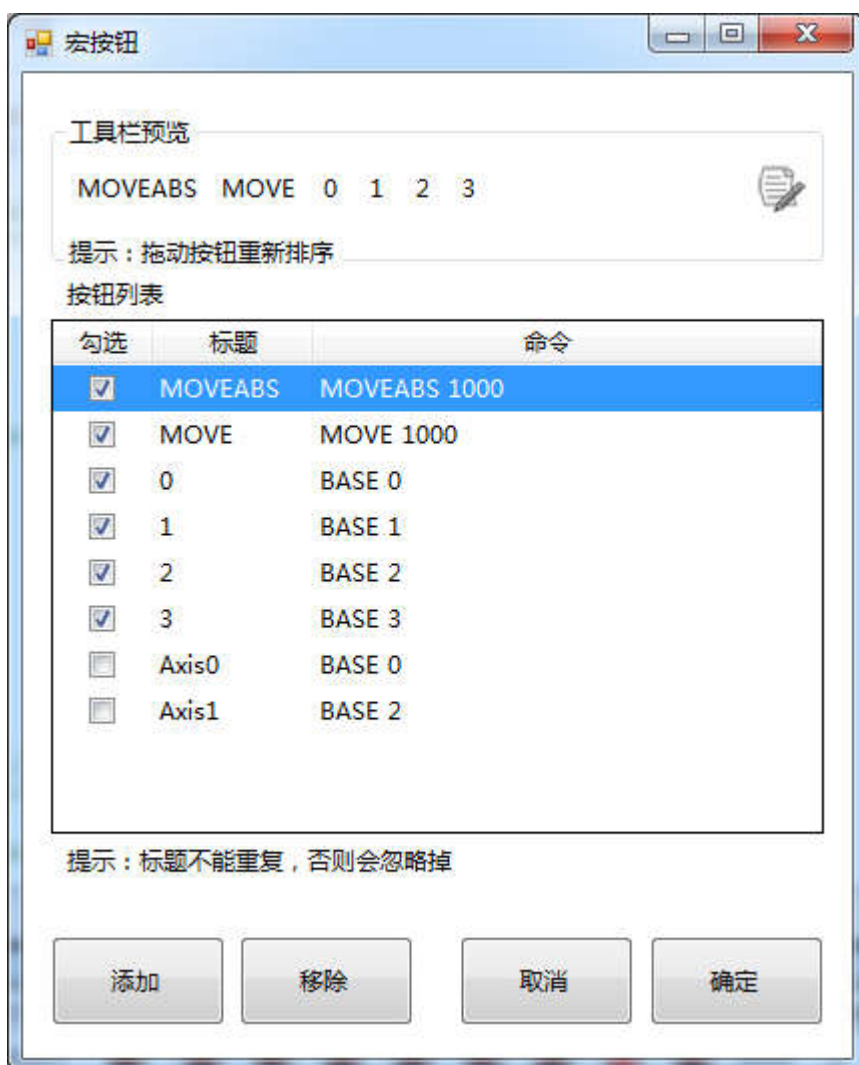 宏按钮
工具栏预览
MOVEABS MOVE 0 1 2 3
提示：拖动按钮重新排序
按钮列表
勾选 标题 命令
MOVEABS MOVEABS 1000
MOVE MOVE 1000
0 BASE 0
1 BASE 1
2 BASE 2
3 BASE 3
Axis0 BASE 0
Axis1 BASE 2
提示：标题不能重复，否则会忽略掉
添加 移除 取消 确定